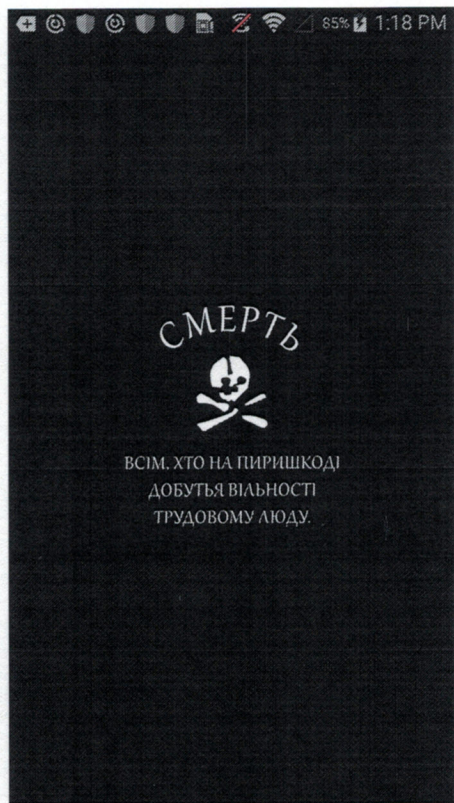 85% 1:18 PM
СМЕРТЬ
ВСІМ, ХТО НА ПИРИШКОДІ
ДОБУТЬЯ ВІЛЬНОСТІ
ТРУДОВОМУ ЛЮДУ.